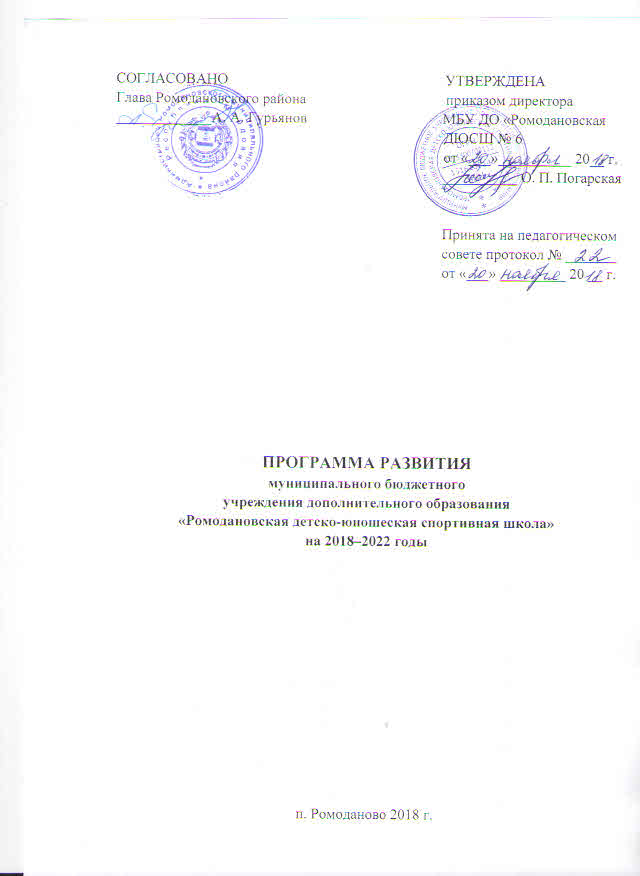 СОГЛАСОВАНО
Глава Ромодановского района
А. А. Гурьянов
УТВЕРЖДЕНА
приказом директора
МБУ ДО «Ромодановская
ДЮСШ № 6
от «20» ноября 2018г.
О. П. Погарская
Принята на педагогическом
совете протокол № 22
от «20» ноября 2018 г.
ПРОГРАММА РАЗВИТИЯ
муниципального бюджетного
учреждения дополнительного образования
«Ромодановская детско-юношеская спортивная школа»
на 2018–2022 годы
п. Ромоданово 2018 г.